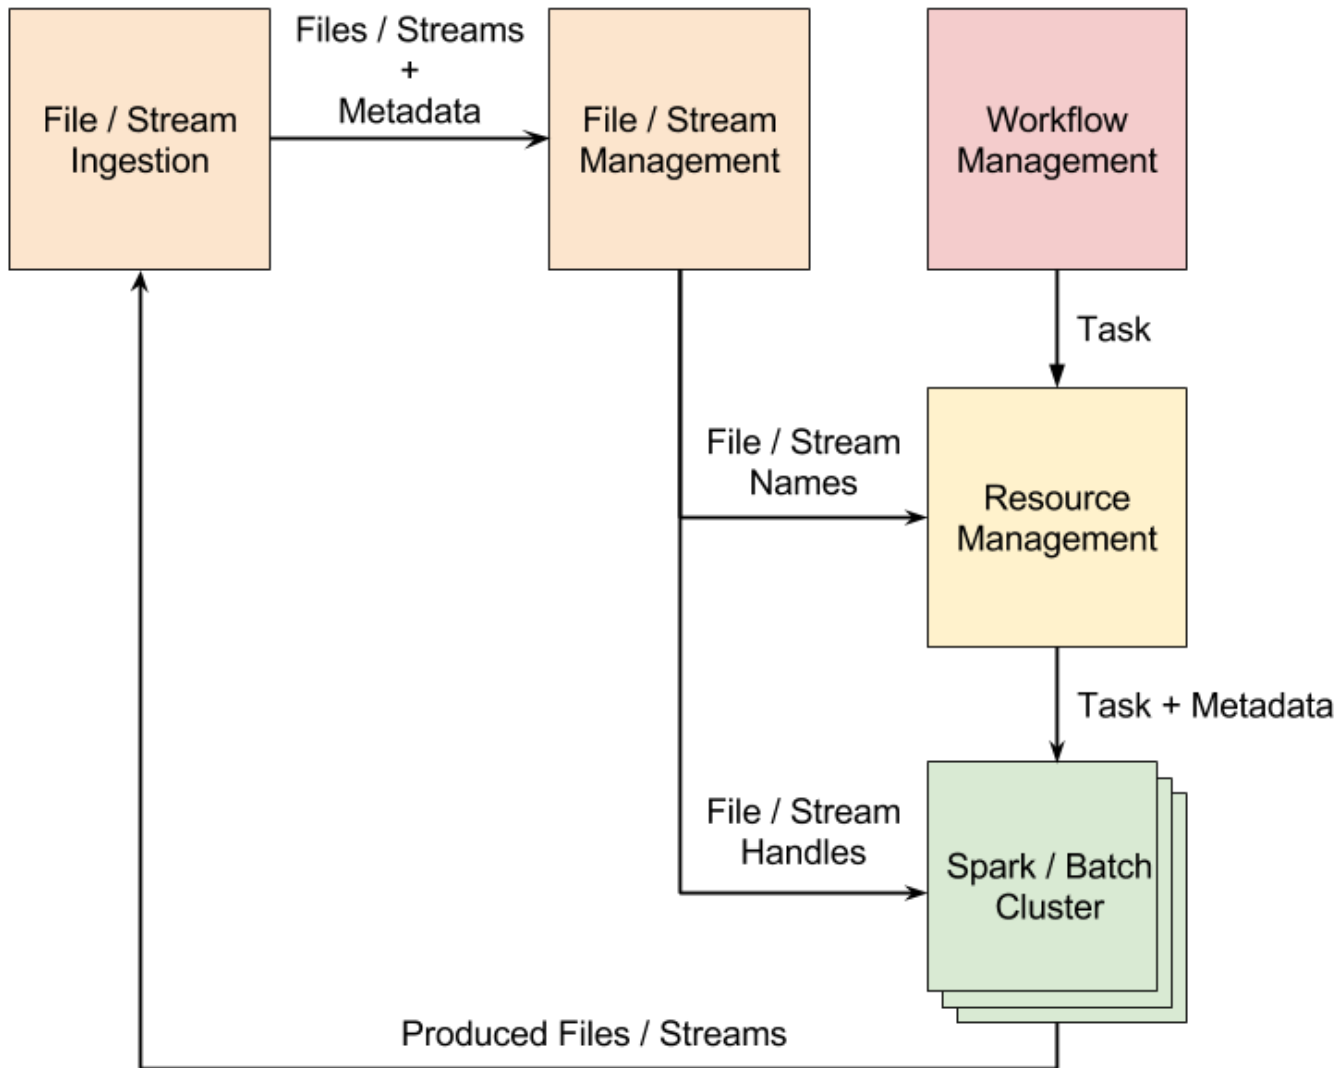 File / Stream
Ingestion
Files / Streams
+
Metadata
File / Stream
Management
Workflow
Management
Task
File / Stream
Names
Resource
Management
Task + Metadata
File / Stream
Handles
Spark / Batch
Cluster
Produced Files / Streams